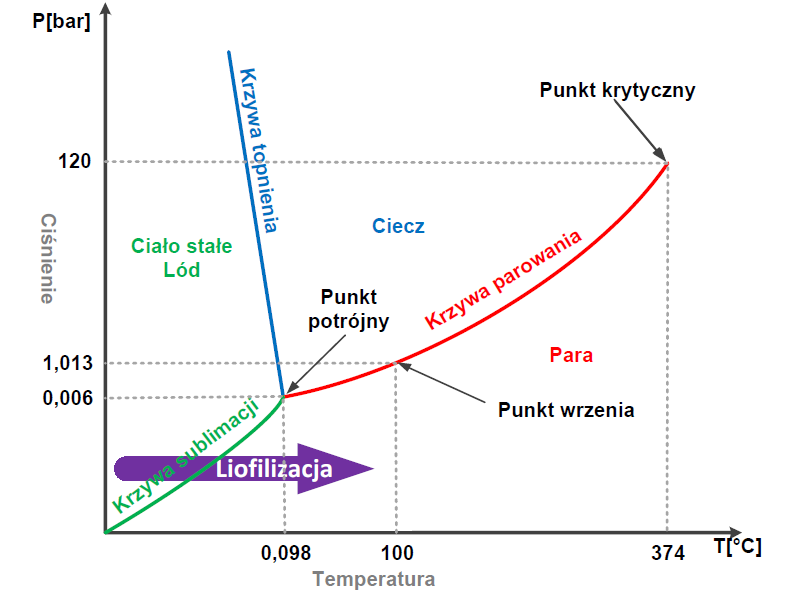 P[bar]
Krzywa topnienia
Punkt krytyczny
120
Ciśnienie
Ciało stałe
Lód
Ciecz
Krzywa parowania
Punkt
potrójny
1,013
Para
0,006
Punkt wrzenia
Krzywa sublimacji
Liofilizacja
0,098
100
374
T[°C]
Temperatura